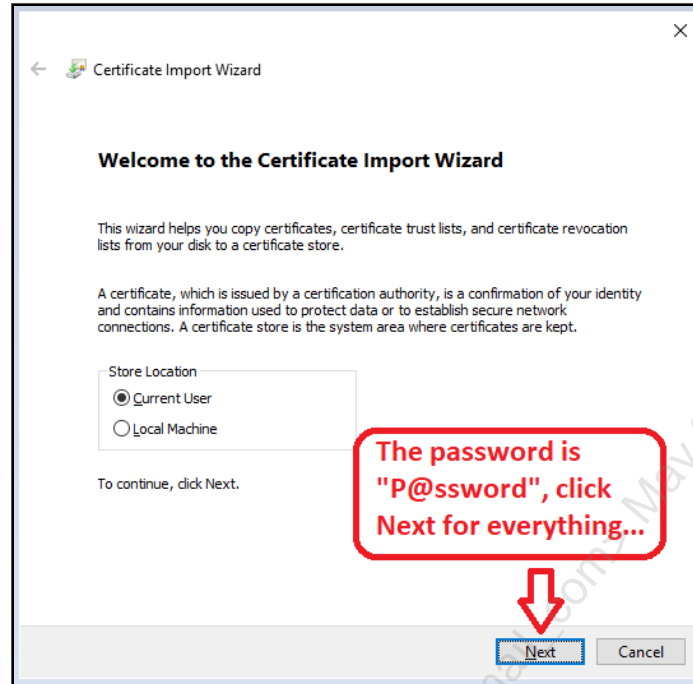 Certificate Import Wizard
Welcome to the Certificate Import Wizard
This wizard helps you copy certificates, certificate trust lists, and certificate revocation
lists from your disk to a certificate store.
A certificate, which is issued by a certification authority, is a confirmation of your identity
and contains information used to protect data or to establish secure network
connections. A certificate store is the system area where certificates are kept.
Store Location
Current User
Local Machine
To continue, click Next.
The password is
"P@ssword", click
Next for everything...
Next
Cancel